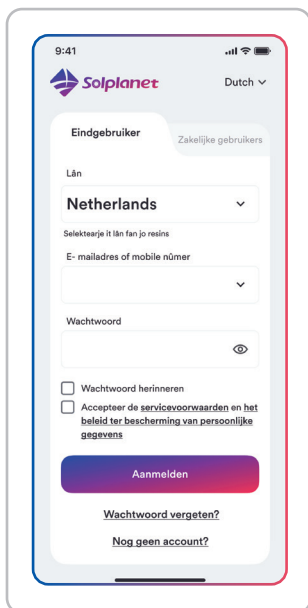 9:41
Solplanet
Dutch
Eindgebruiker
Zakelijke gebruikers
Lân
Netherlands
Selektearje it lân fan jo resins
E- mailadres of mobile nûmer
Wachtwoord
Wachtwoord herinneren
Accepteer de servicevoorwaarden en het
beleid ter bescherming van persoonlijke
gegevens
Aanmelden
Wachtwoord vergeten?
Nog geen account?